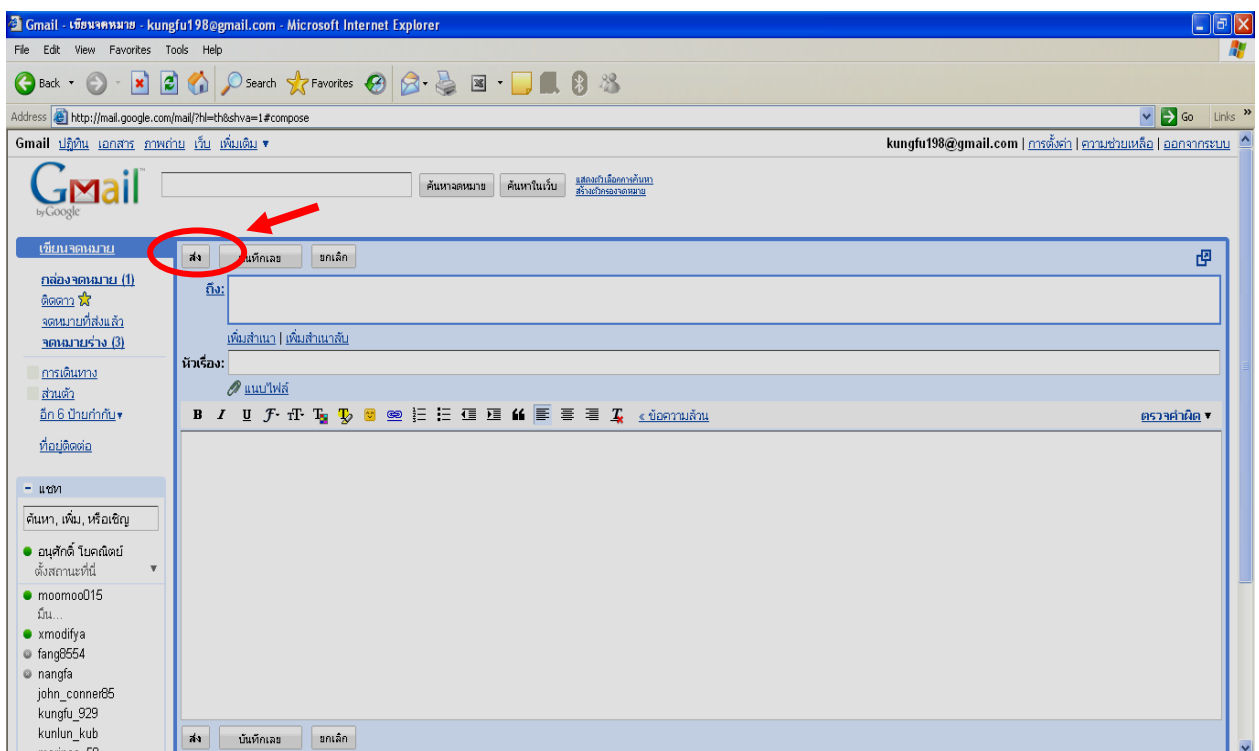 Gmail - เขียนจดหมาย - kungfu198@gmail.com - Microsoft Internet Explorer
File Edit View Favorites Tools Help
Back Search Favorites
Address http://mail.google.com/mail/?hl=th&shva=1#compose Go Links »
Gmail ปฏิทิน เอกสาร ภาพถ่าย เว็บ เพิ่มเติม ▼ kungfu198@gmail.com | การตั้งค่า | ความช่วยเหลือ | ออกจากระบบ
Gmail ™
by Google
ค้นหาจดหมาย ค้นหาในเว็บ
แสดงตัวเลือกการค้นหา
สร้างตัวกรองจดหมาย
เขียนจดหมาย
กล่องจดหมาย (1)
ติดดาว
จดหมายที่ส่งแล้ว
จดหมายร่าง (3)
การเดินทาง
ส่วนตัว
อีก 6 ป้ายกำกับ▼
ที่อยู่ติดต่อ
− แชท
ค้นหา, เพิ่ม, หรือเชิญ
อนุศักดิ์ โยคณิตย์
ตั้งสถานะที่นี่ ▼
moomoo015
มึน...
xmodifya
fang8554
nangfa
john_conner85
kungfu_929
kunlun_kub
ส่ง บันทึกเลย ยกเลิก
ถึง:
เพิ่มสำเนา | เพิ่มสำเนาลับ
หัวเรื่อง:
แนบไฟล์
B I U « ข้อความล้วน ตรวจคำผิด ▼
ส่ง บันทึกเลย ยกเลิก